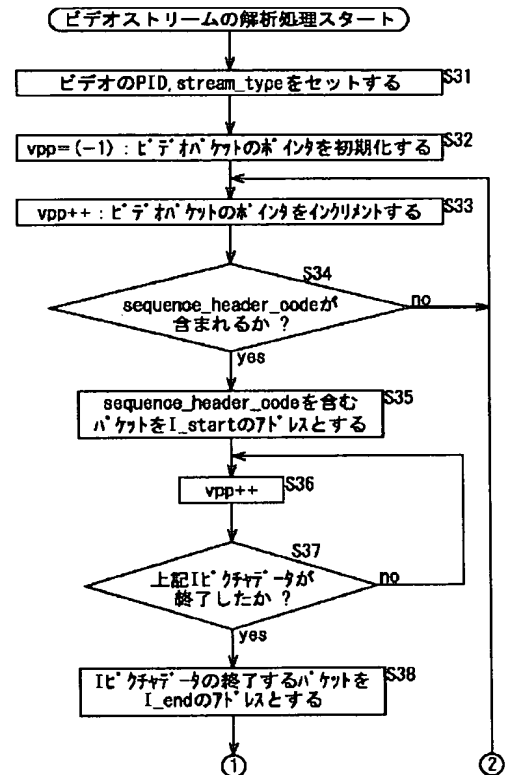 ビデオストリームの解析処理スタート
ビデオのPID,stream_typeをセットする
S31
vpp=(-1):ビデオパケットのポインタを初期化する
S32
vpp++:ビデオパケットのポインタをインクリメントする
S33
S34
sequence_header_codeが
含まれるか ?
no
yes
sequence_header_codeを含む
パケットをI_startのアドレスとする
S35
vpp++
S36
S37
上記Iピクチャデータが
終了したか ?
no
yes
Iピクチャデータの終了するパケットを
I_endのアドレスとする
S38
①
②